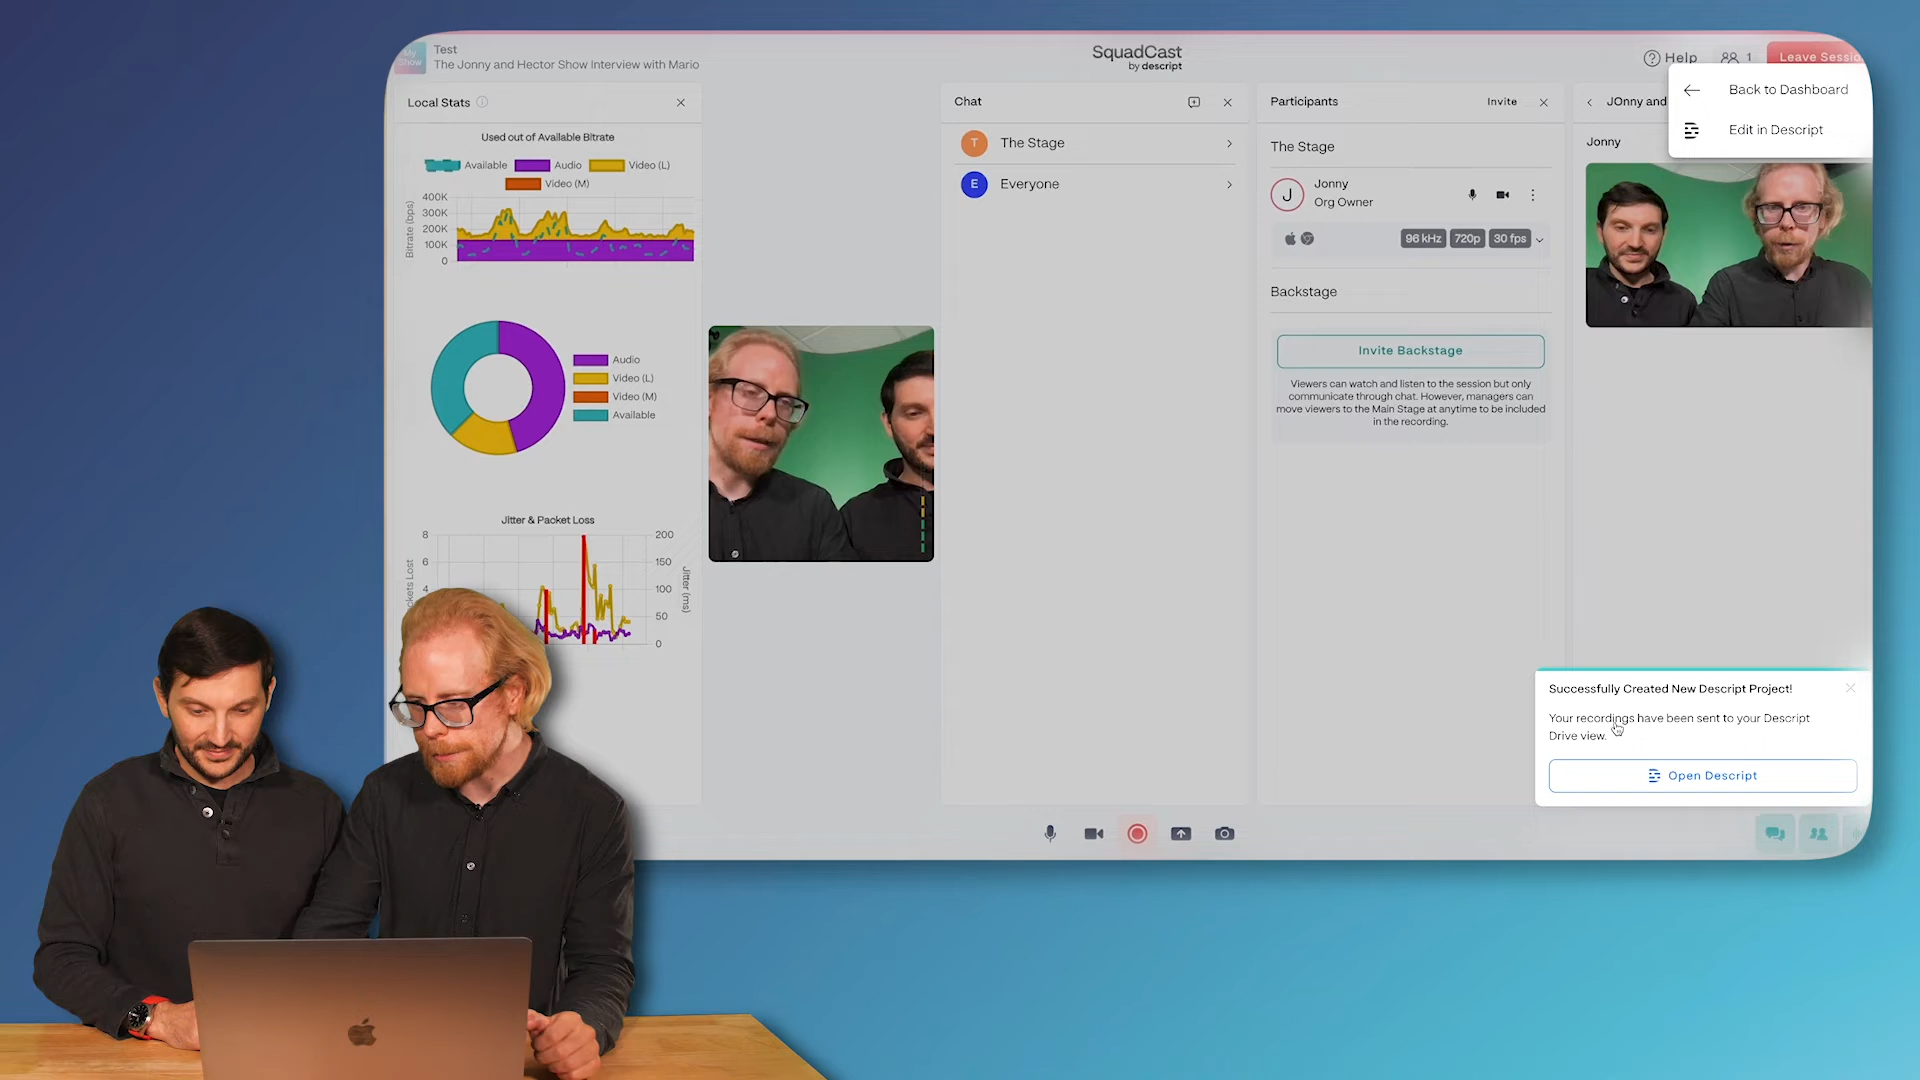 My
Show
Test
The Jonny and Hector Show Interview with Mario
SquadCast
by descript
Help
1
Leave Sessio
Back to Dashboard
Edit in Descript
Local Stats
Used out of Available Bitrate
Available
Audio
Video (L)
Video (M)
Bitrate (bps)
400K
300K
200K
100K
0
Audio
Video (L)
Video (M)
Available
Jitter & Packet Loss
8
6
4
ckets Lost
200
150
100
50
0
Jitter (ms)
Chat
T
The Stage
E
Everyone
Participants
Invite
The Stage
J
Jonny
Org Owner
96 kHz
720p
30 fps
Backstage
Invite Backstage
Viewers can watch and listen to the session but only
communicate through chat. However, managers can
move viewers to the Main Stage at anytime to be included
in the recording.
JOnny and
Jonny
Successfully Created New Descript Project!
Your recordings have been sent to your Descript
Drive view.
Open Descript